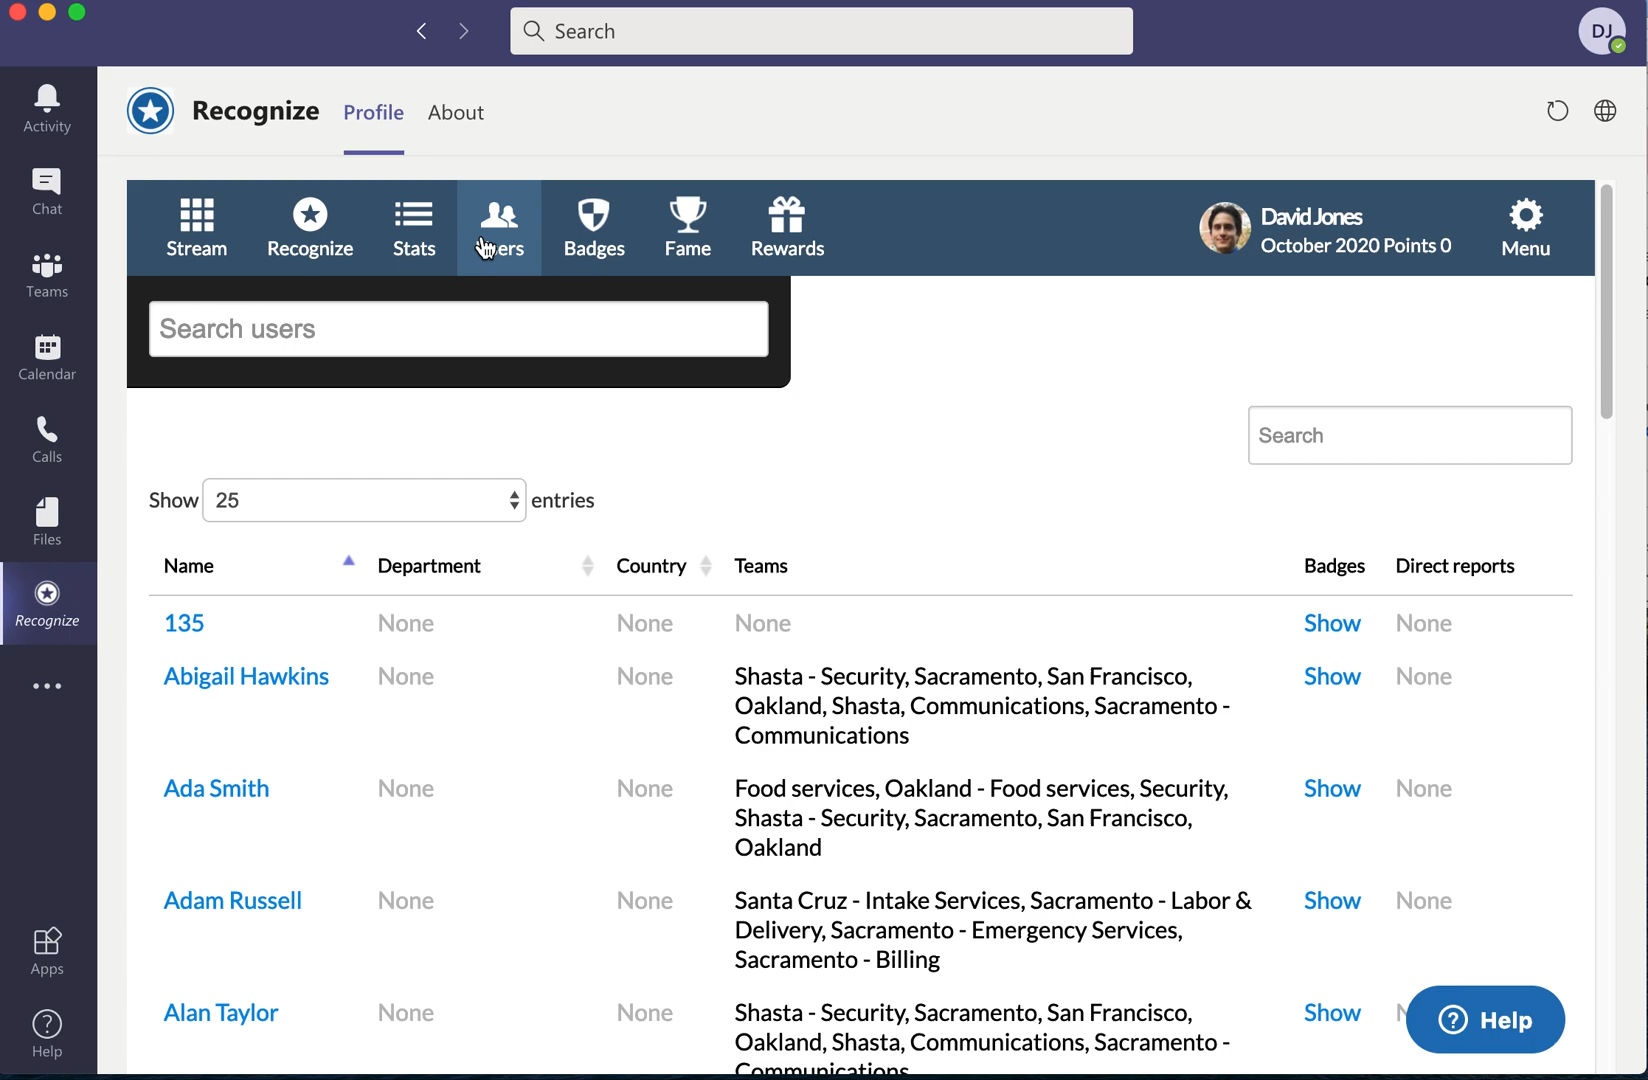 Search
DJ
Activity
Chat
Teams
Calendar
Calls
Files
Recognize
Apps
Help
Recognize Profile About
Stream Recognize Stats Badges Fame Rewards
David Jones
October 2020 Points 0
Menu
Search users
Search
Show 25 entries
Name Department Country Teams Badges Direct reports
135 None None None Show None
Abigail Hawkins None None Shasta - Security, Sacramento, San Francisco, Show None
Oakland, Shasta, Communications, Sacramento -
Communications
Ada Smith None None Food services, Oakland - Food services, Security, Show None
Shasta - Security, Sacramento, San Francisco,
Oakland
Adam Russell None None Santa Cruz - Intake Services, Sacramento - Labor & Show None
Delivery, Sacramento - Emergency Services,
Sacramento - Billing
Alan Taylor None None Shasta - Security, Sacramento, San Francisco, Show
Oakland, Shasta, Communications, Sacramento -
Communications
Help